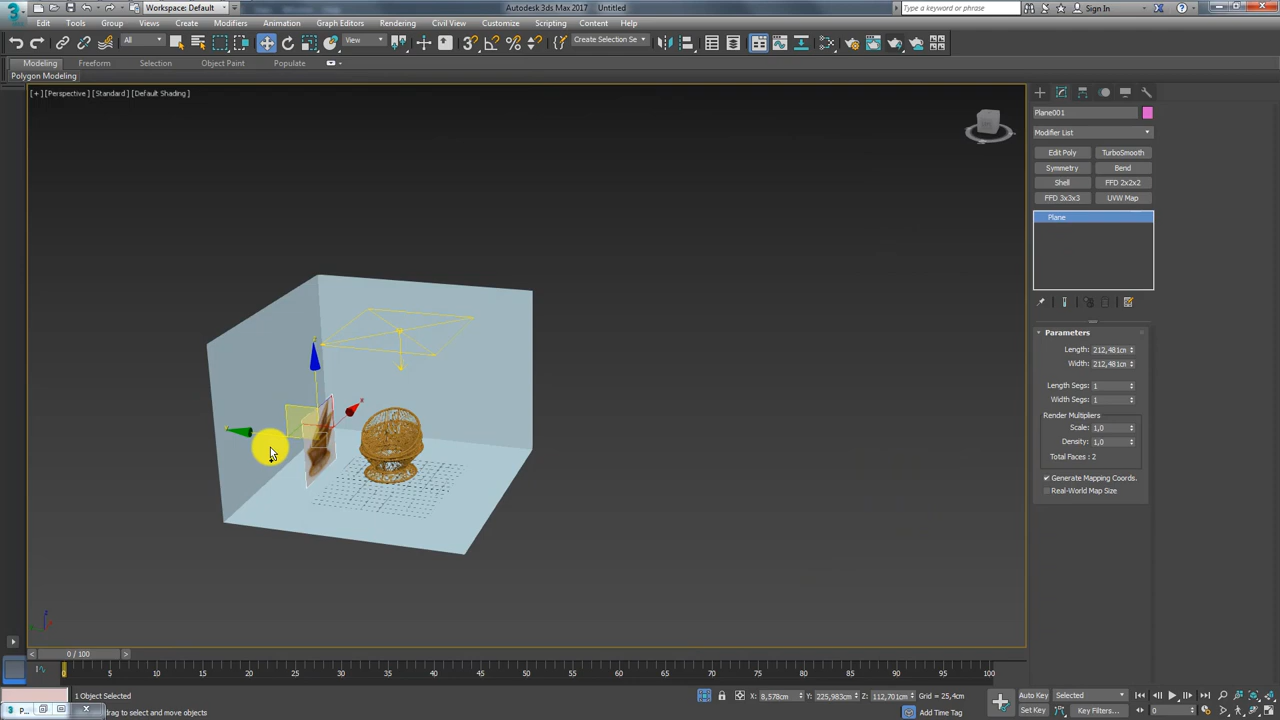 Workspace: Default
Autodesk 3ds Max 2017 Untitled
Type a keyword or phrase
Sign In
Edit Tools Group Views Create Modifiers Animation Graph Editors Rendering Civil View Customize Scripting Content Help
All
View
Create Selection Se
Modeling Freeform Selection Object Paint Populate
Polygon Modeling
[+] [Perspective] [Standard] [Default Shading]
Plane001
Modifier List
Edit Poly TurboSmooth
Symmetry Bend
Shell FFD 2x2x2
FFD 3x3x3 UVW Map
Plane
Parameters
Length: 212,481cm
Width: 212,481cm
Length Segs: 1
Width Segs: 1
Render Multipliers
Scale: 1,0
Density: 1,0
Total Faces : 2
Generate Mapping Coords.
Real-World Map Size
0 / 100
0 5 10 15 20 25 30 35 40 45 50 55 60 65 70 75 80 85 90 95 100
1 Object Selected
X: 8,578cm Y: 225,983cm Z: 112,701cm Grid = 25,4cm
Auto Key Selected
P...
drag to select and move objects
Add Time Tag
Set Key Key Filters...
0